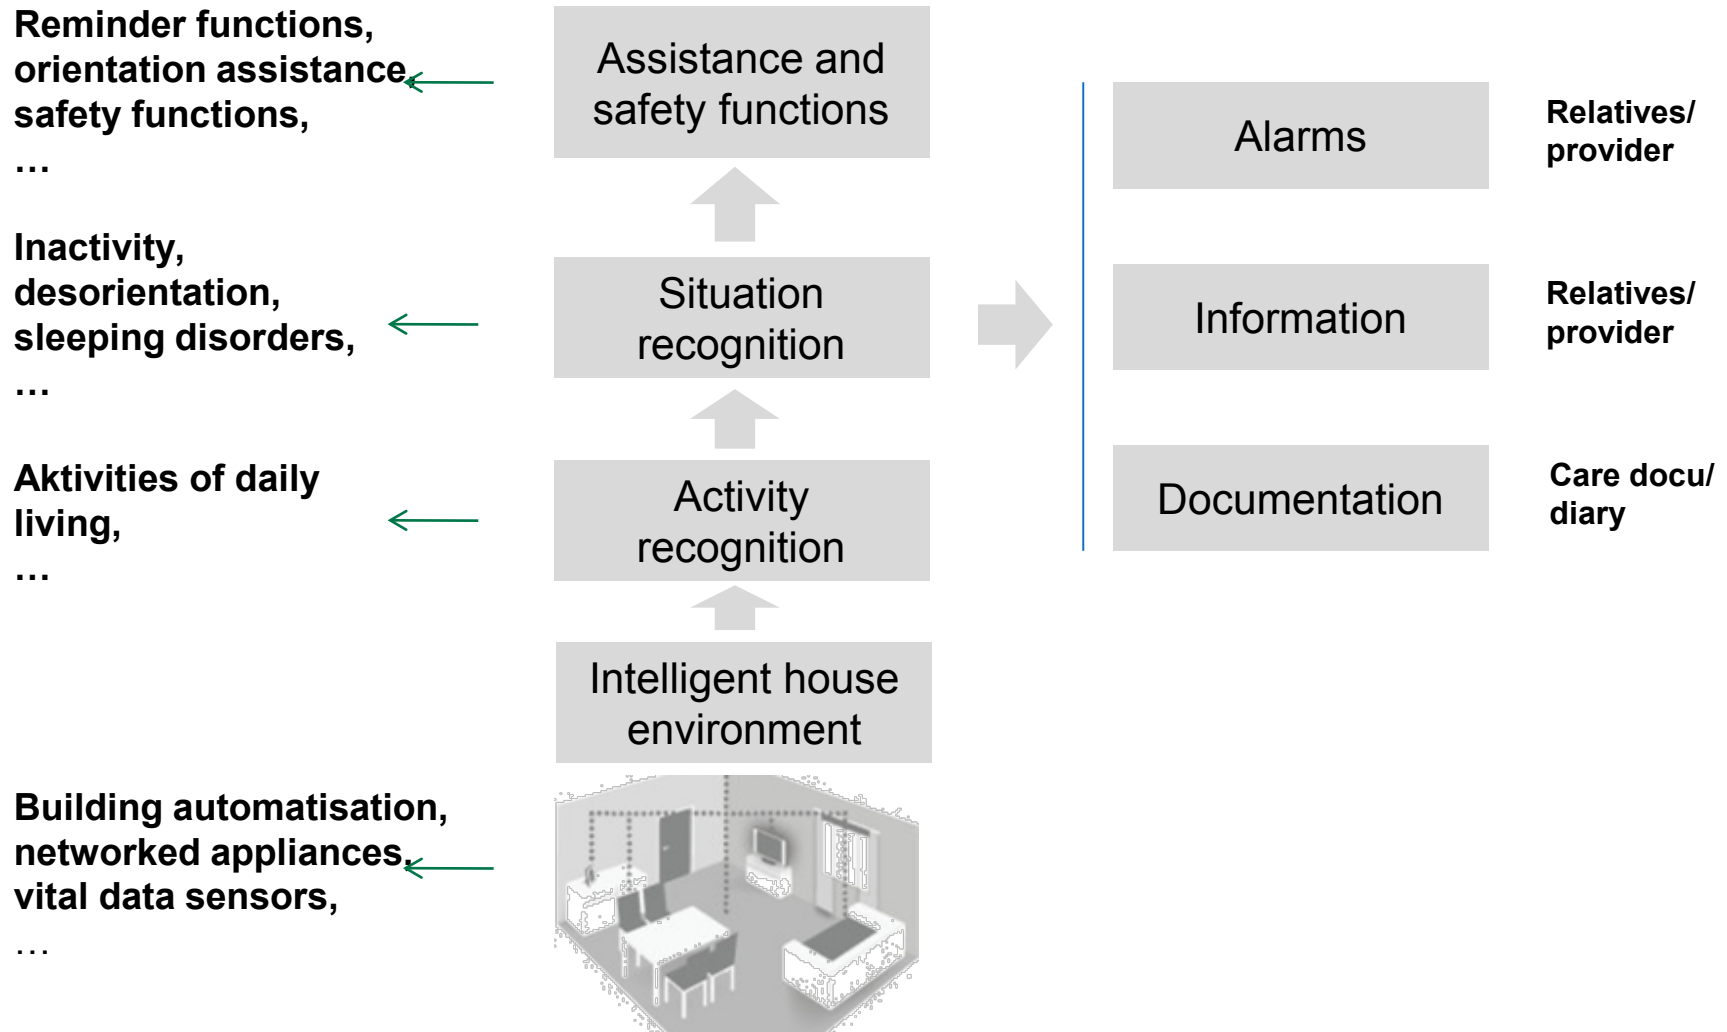 Reminder functions,
orientation assistance,
safety functions,
…
Assistance and
safety functions
Alarms
Relatives/
provider
Inactivity,
desorientation,
sleeping disorders,
…
Situation
recognition
Information
Relatives/
provider
Aktivities of daily
living,
…
Activity
recognition
Documentation
Care docu/
diary
Intelligent house
environment
Building automatisation,
networked appliances,
vital data sensors,
…